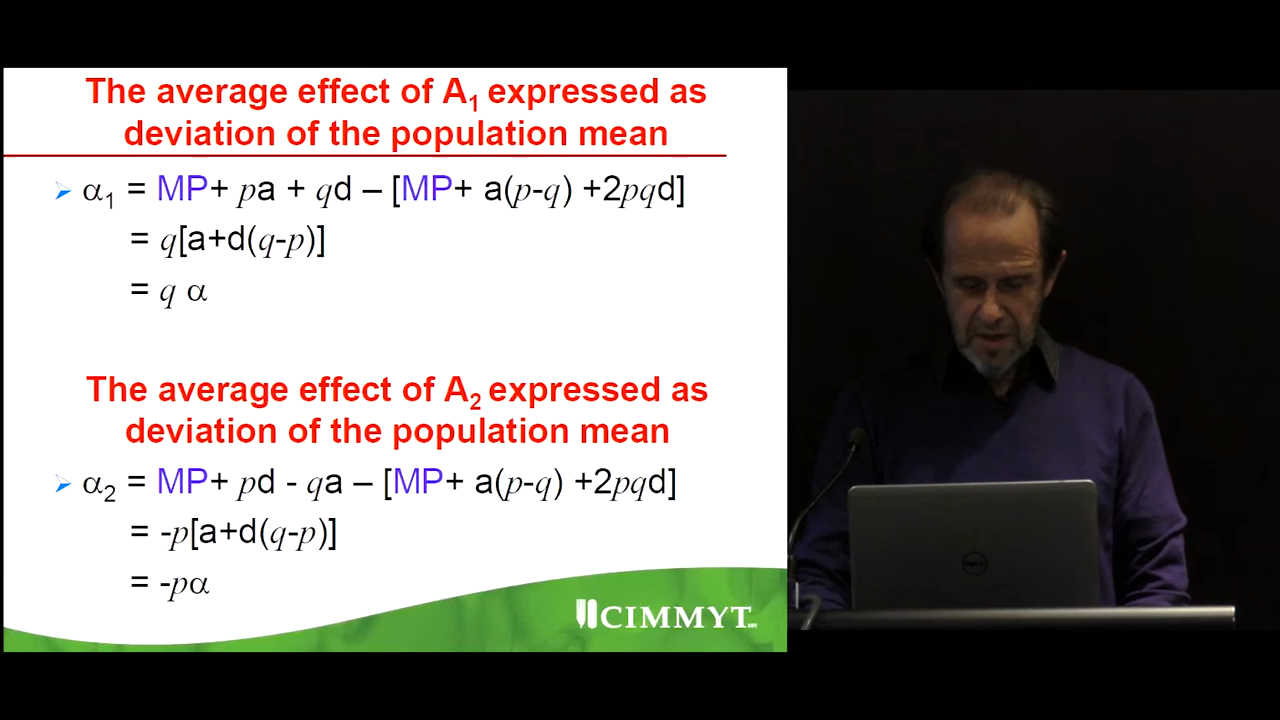 The average effect of A₁ expressed as
deviation of the population mean
➢ α₁ = MP+ pa + qd – [MP+ a(p-q) +2pqd]
= q[a+d(q-p)]
= q α
The average effect of A₂ expressed as
deviation of the population mean
➢ α₂ = MP+ pd - qa – [MP+ a(p-q) +2pqd]
= -p[a+d(q-p)]
= -pα
CIMMYT
DELL